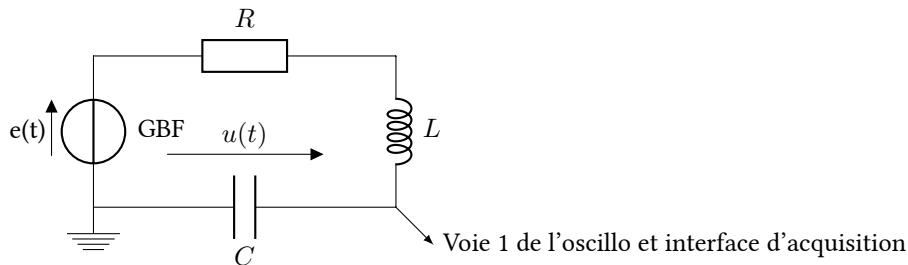 R
e(t)
GBF
u(t)
L
C
Voie 1 de l'oscillo et interface d'acquisition